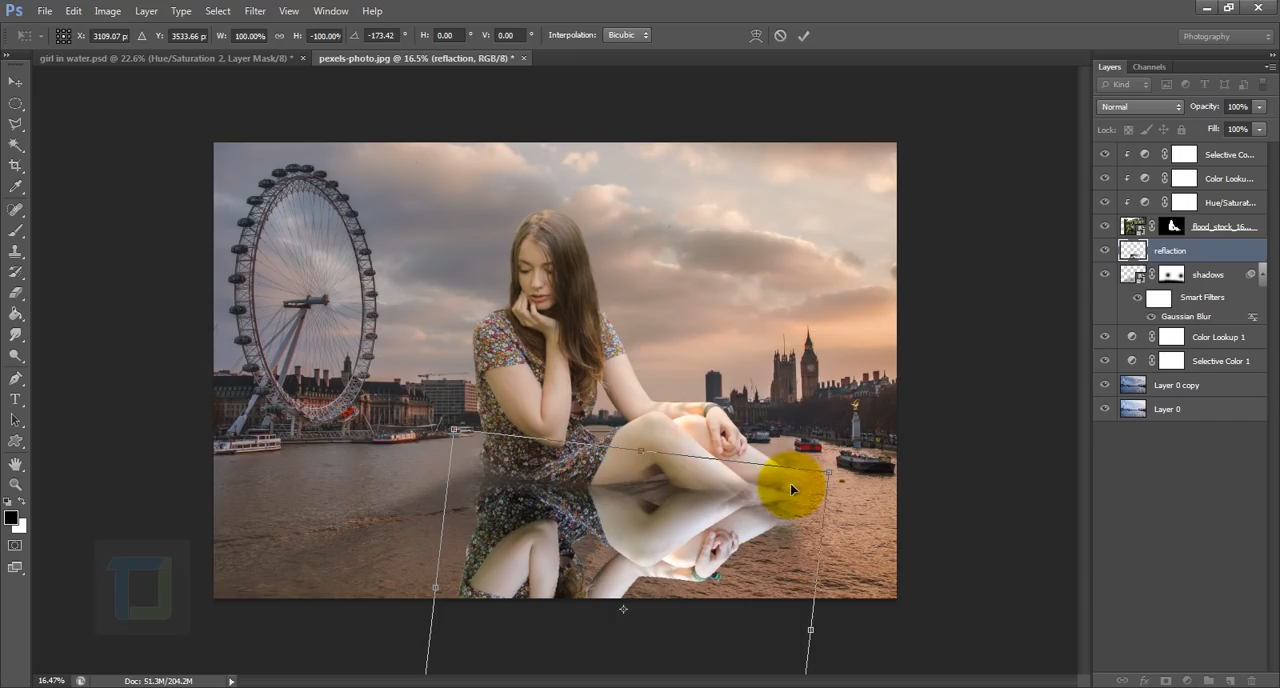 Ps File Edit Image Layer Type Select Filter View Window Help
X: 3109.07 p Y: 3533.66 p W: 100.00% H: -100.00% -173.42 ° H: 0.00 ° V: 0.00 ° Interpolation: Bicubic Photography
girl in water.psd @ 22.6% (Hue/Saturation 2, Layer Mask/8) * × pexels-photo.jpg @ 16.5% (reflaction, RGB/8) * ×
Layers Channels
Kind
Normal Opacity: 100%
Lock: Fill: 100%
Selective Co...
Color Looku...
Hue/Saturat...
flood_stock_16...
reflaction
shadows
Smart Filters
Gaussian Blur
Color Lookup 1
Selective Color 1
Layer 0 copy
Layer 0
16.47% Doc: 51.3M/204.2M